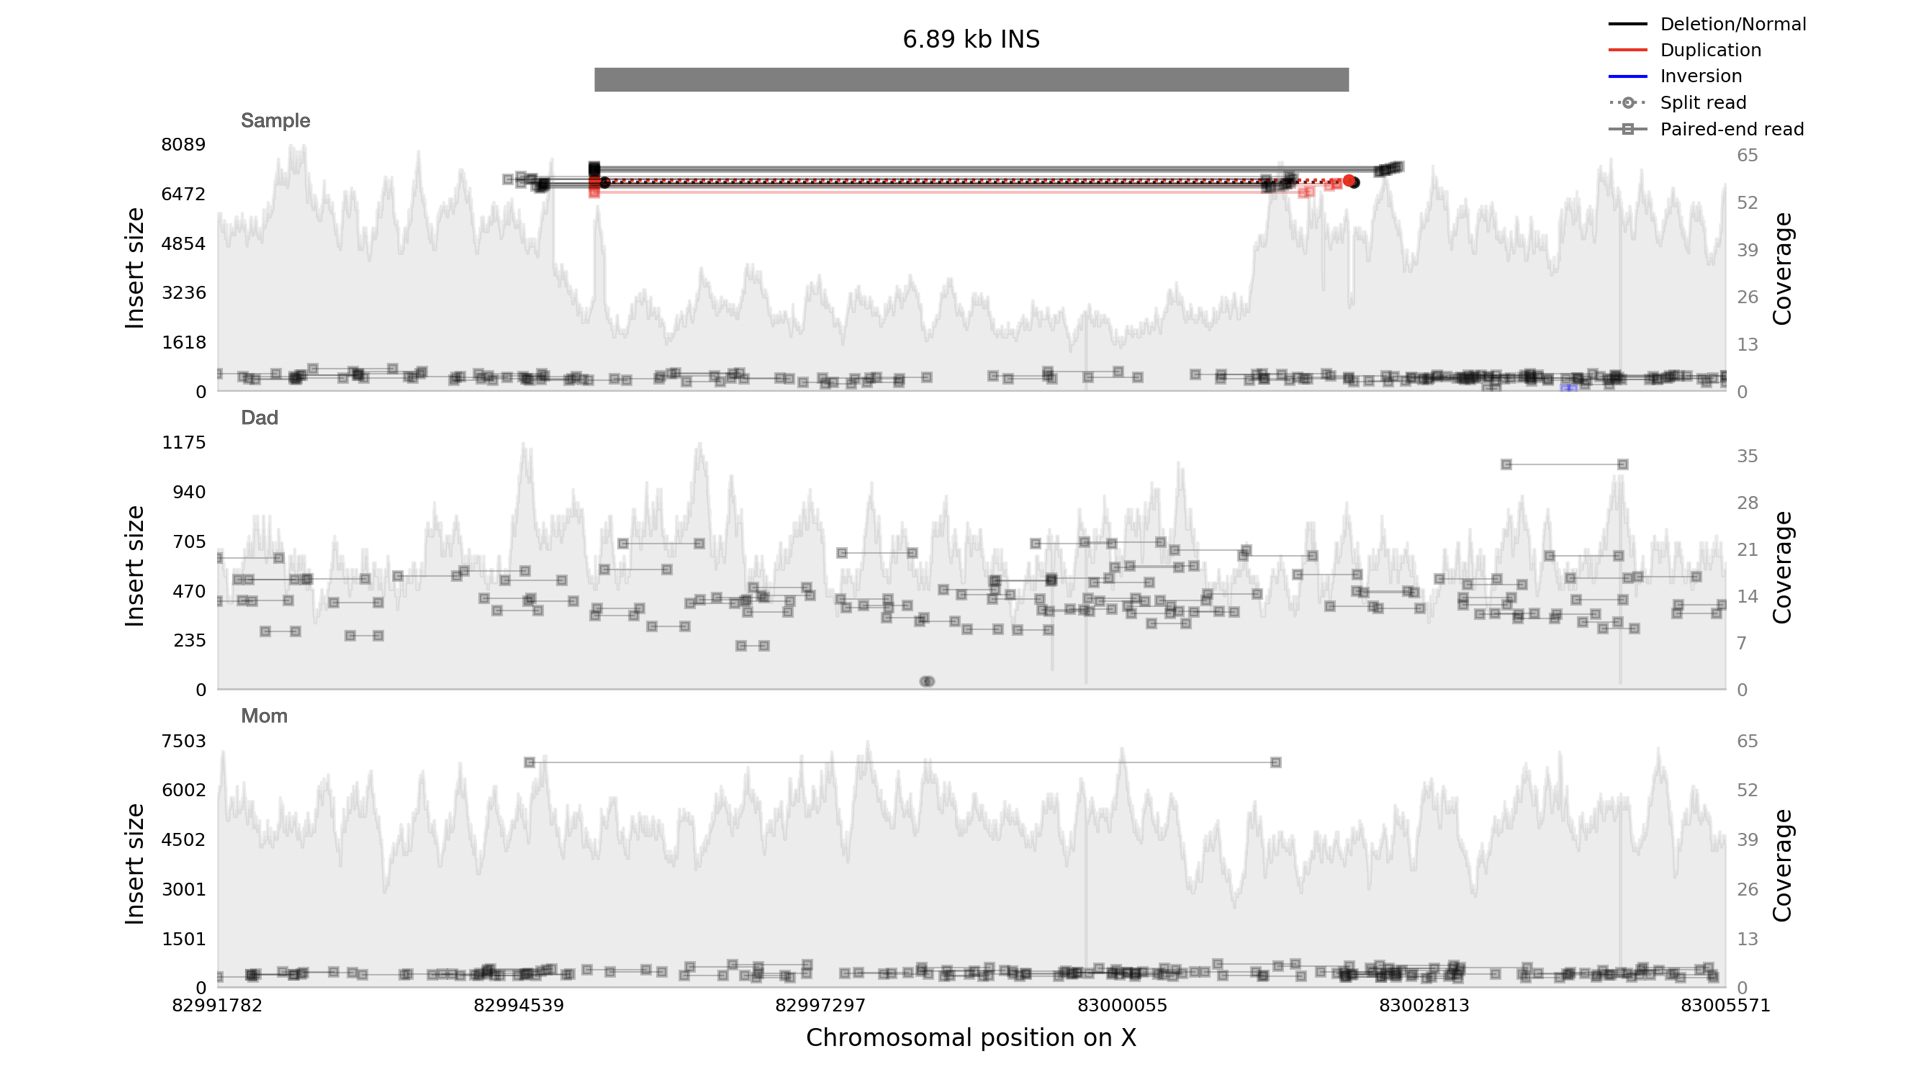 6.89 kb INS
Deletion/Normal
Duplication
Inversion
Split read
Paired-end read
Sample
8089
6472
4854
3236
1618
0
Insert size
65
52
39
26
13
0
Coverage
Dad
1175
940
705
470
235
0
Insert size
35
28
21
14
7
0
Coverage
Mom
7503
6002
4502
3001
1501
0
Insert size
65
52
39
26
13
0
Coverage
82991782 82994539 82997297 83000055 83002813 83005571
Chromosomal position on X